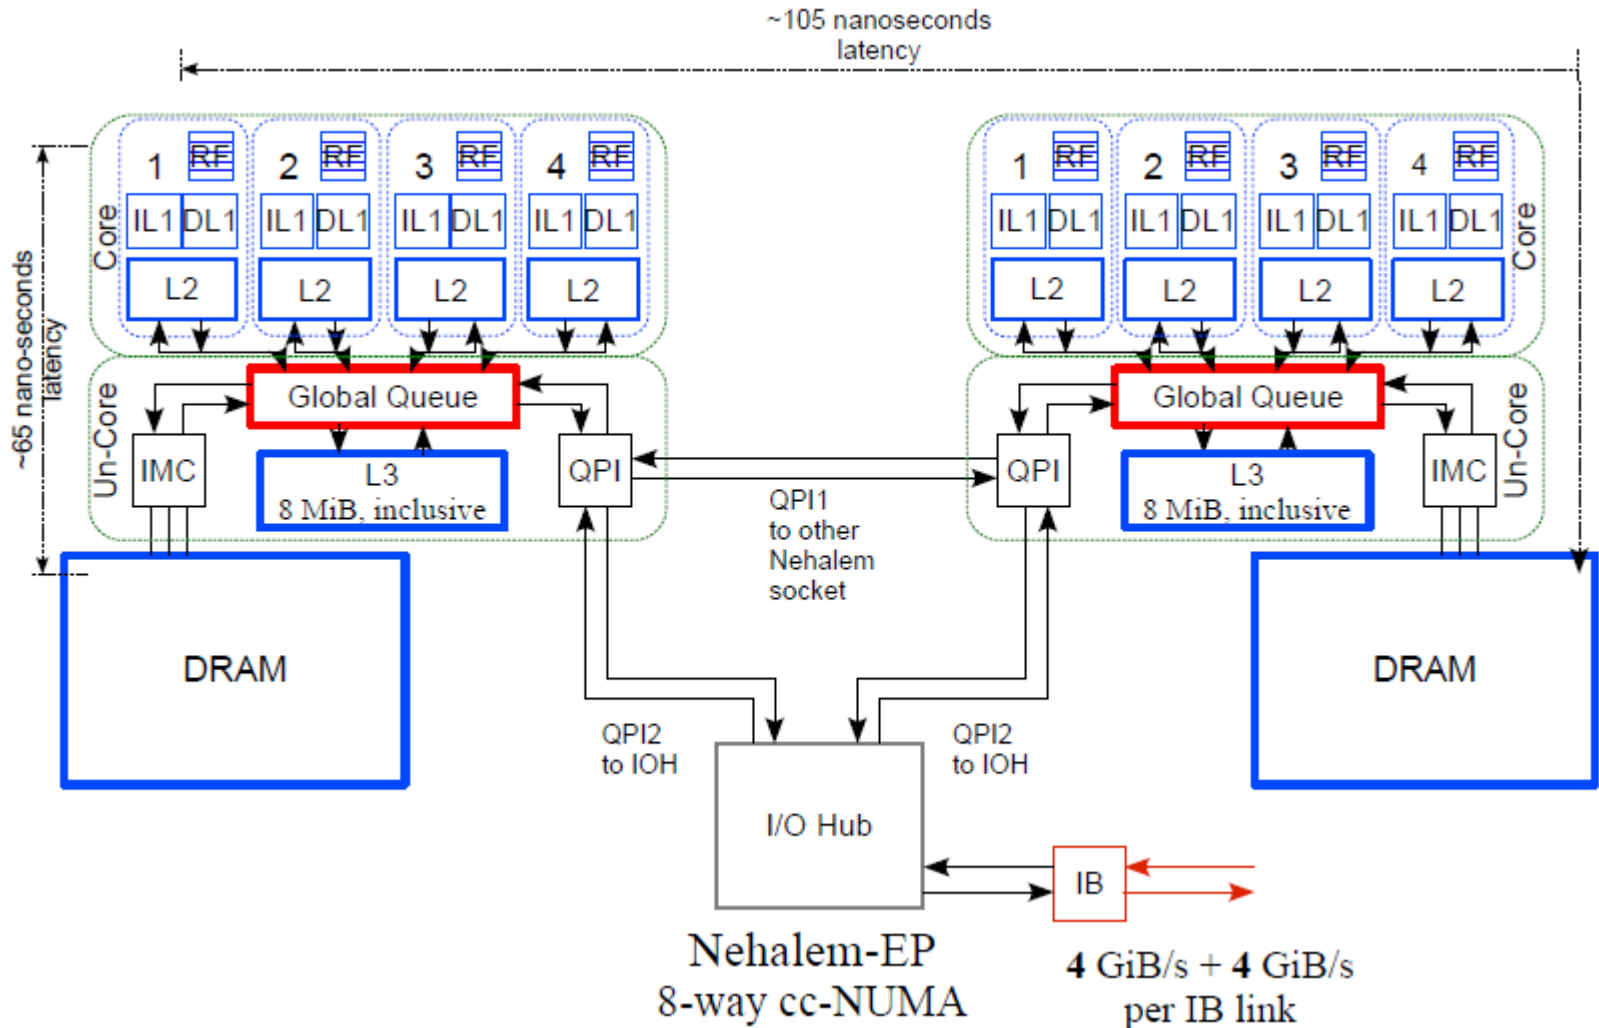 ~105 nanoseconds
latency
1 RF 2 RF 3 RF 4 RF
IL1 DL1 IL1 DL1 IL1 DL1 IL1 DL1
L2 L2 L2 L2
Core
1 RF 2 RF 3 RF 4 RF
IL1 DL1 IL1 DL1 IL1 DL1 IL1 DL1
L2 L2 L2 L2
Core
~65 nano-seconds
latency
Un-Core
Global Queue
IMC
L3
8 MiB, inclusive
QPI
QPI1
to other
Nehalem
socket
Global Queue
QPI
L3
8 MiB, inclusive
IMC
Un-Core
DRAM
DRAM
QPI2
to IOH
QPI2
to IOH
I/O Hub
IB
Nehalem-EP
8-way cc-NUMA
4 GiB/s + 4 GiB/s
per IB link